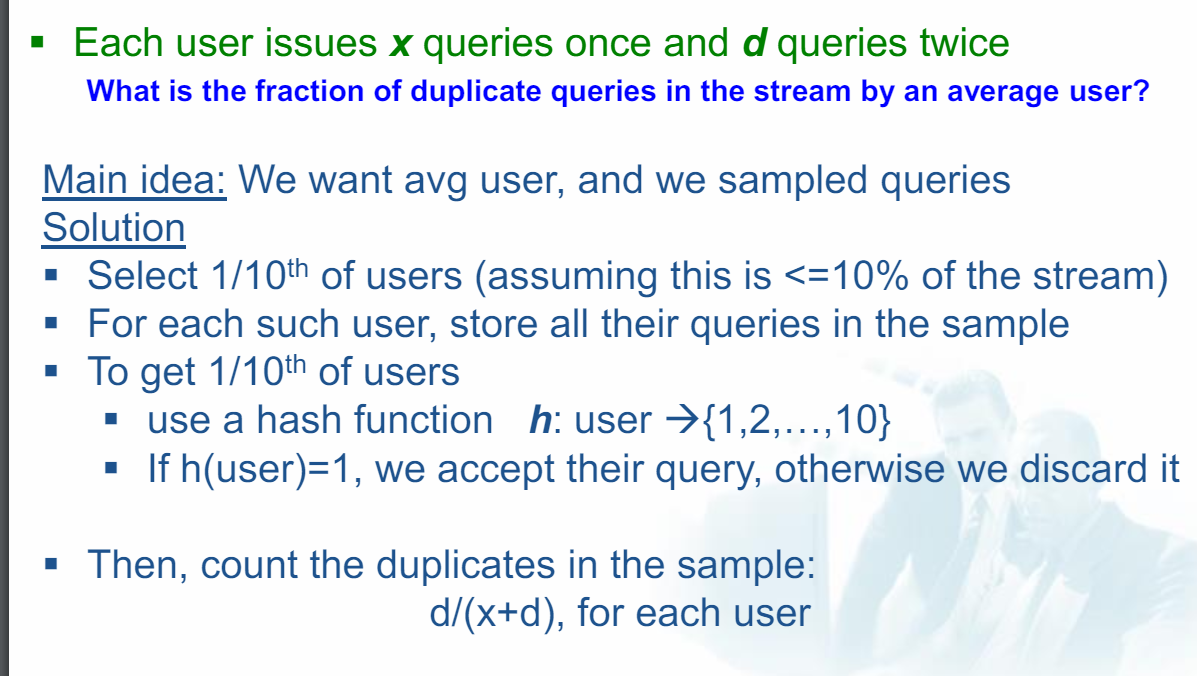 ▪ Each user issues x queries once and d queries twice
What is the fraction of duplicate queries in the stream by an average user?
Main idea: We want avg user, and we sampled queries
Solution
▪ Select 1/10th of users (assuming this is <=10% of the stream)
▪ For each such user, store all their queries in the sample
▪ To get 1/10th of users
▪ use a hash function h: user →{1,2,…,10}
▪ If h(user)=1, we accept their query, otherwise we discard it
▪ Then, count the duplicates in the sample:
d/(x+d), for each user